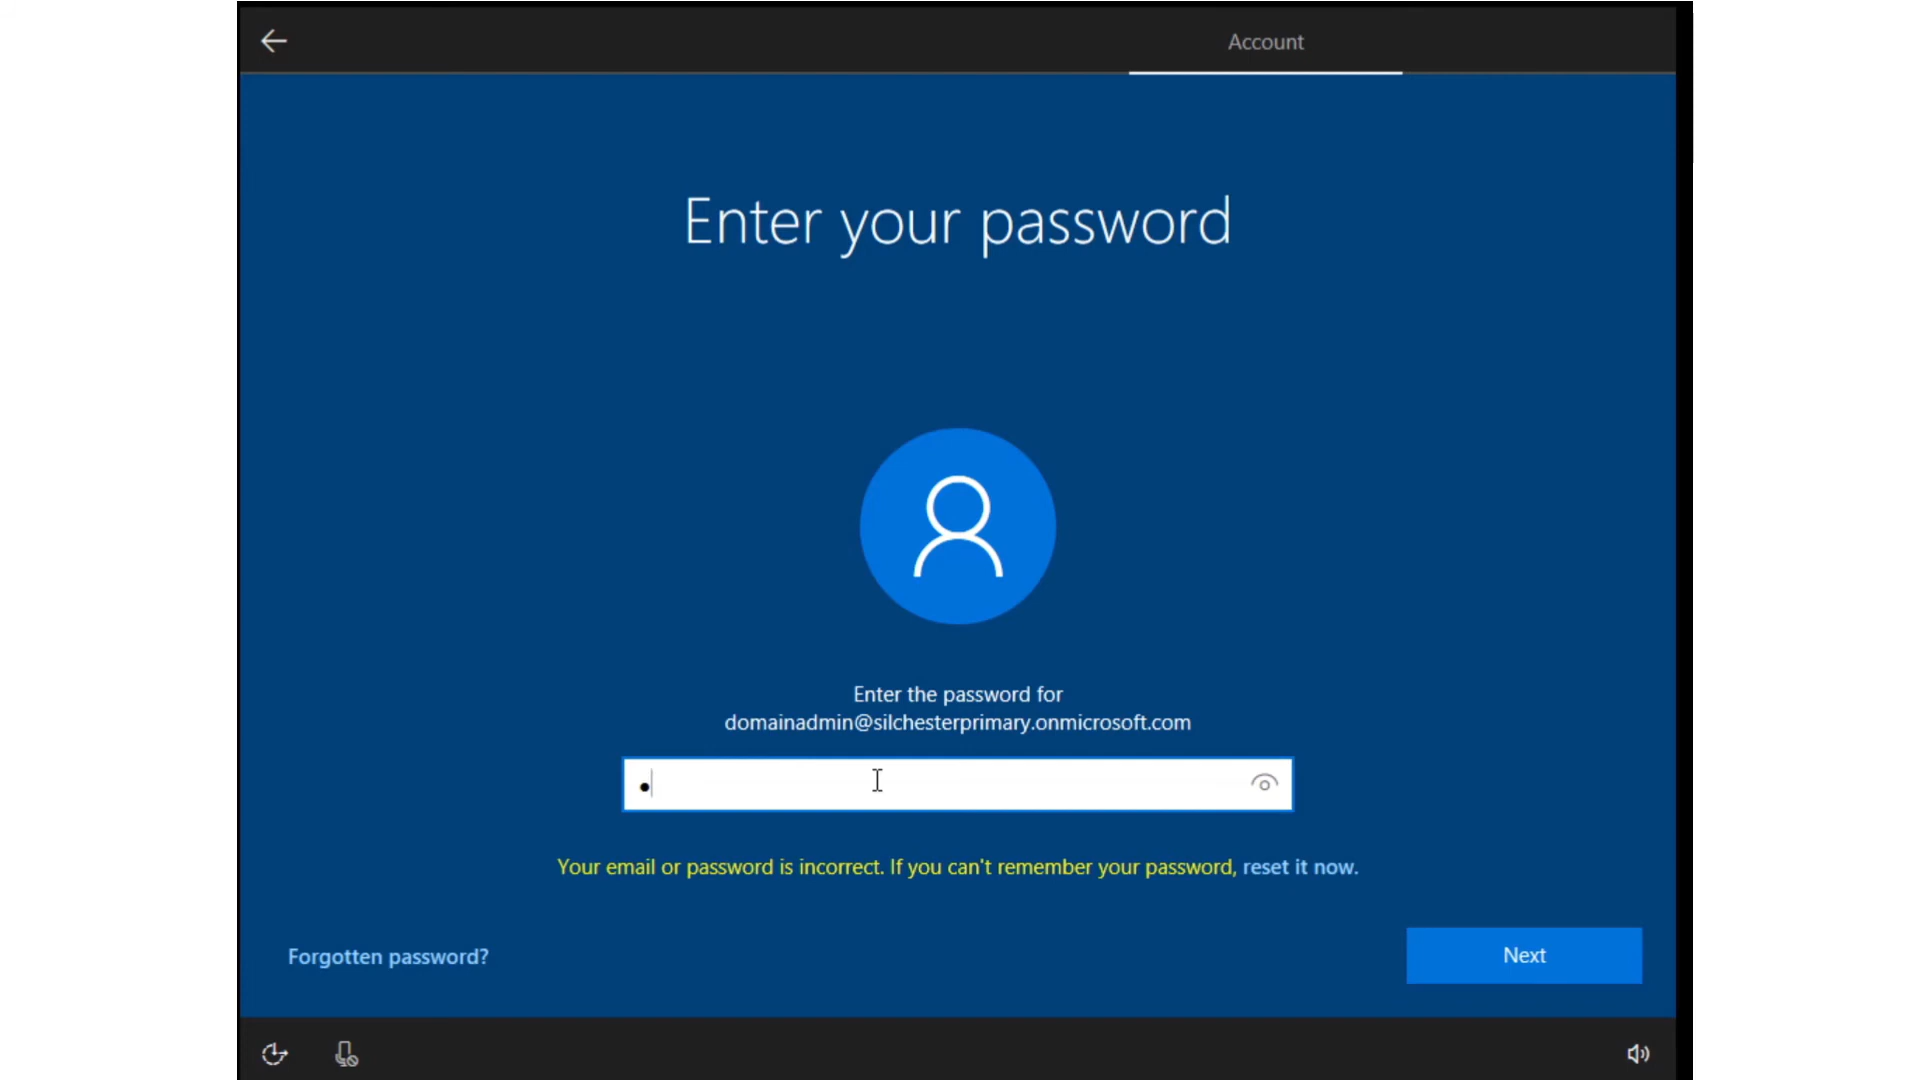 Account
Enter your password
Enter the password for
domainadmin@silchesterprimary.onmicrosoft.com
Your email or password is incorrect. If you can't remember your password, reset it now.
Forgotten password?
Next